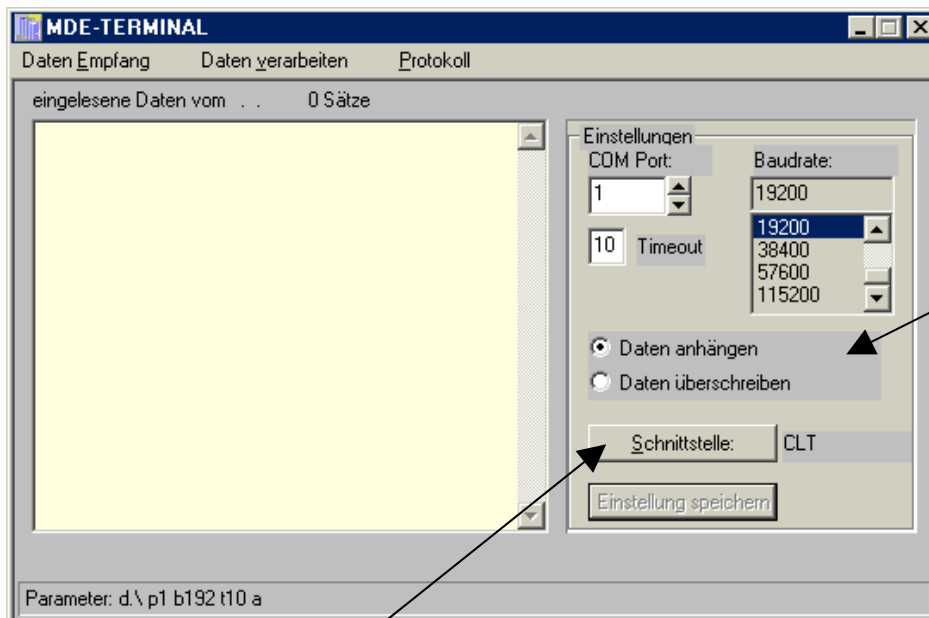 MDE-TERMINAL
Daten Empfang Daten verarbeiten Protokoll
eingelesene Daten vom . . 0 Sätze
Einstellungen
COM Port: Baudrate:
1 19200
10 Timeout
19200
38400
57600
115200
Daten anhängen
Daten überschreiben
Schnittstelle: CLT
Einstellung speichern
Parameter: d.\ p1 b192 t10 a